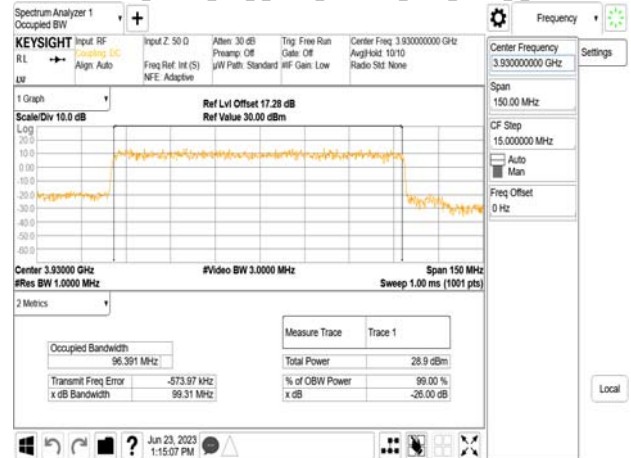 Spectrum Analyzer 1
Occupied BW
Frequency
KEYSIGHT
Input: RF
Coupling: DC
Align: Auto
Input Z: 50 Ω
Freq Ref: Int (S)
NFE: Adaptive
Atten: 30 dB
Preamp: Off
µW Path: Standard
Trig: Free Run
Gate: Off
#IF Gain: Low
Center Freq: 3.930000000 GHz
Avg|Hold: 10/10
Radio Std: None
RL
LVI
Center Frequency
3.930000000 GHz
Settings
Span
150.00 MHz
CF Step
15.000000 MHz
Auto
Man
Freq Offset
0 Hz
Local
1 Graph
Scale/Div 10.0 dB
Ref Lvl Offset 17.28 dB
Ref Value 30.00 dBm
Log
20.0
10.0
0.00
-10.0
-20.0
-30.0
-40.0
-50.0
-60.0
Center 3.93000 GHz
#Video BW 3.0000 MHz
Span 150 MHz
#Res BW 1.0000 MHz
Sweep 1.00 ms (1001 pts)
2 Metrics
Measure Trace Trace 1
Occupied Bandwidth
96.391 MHz
Total Power 28.9 dBm
Transmit Freq Error -573.97 kHz
% of OBW Power 99.00 %
x dB Bandwidth 99.31 MHz
x dB -26.00 dB
Jun 23, 2023
1:15:07 PM